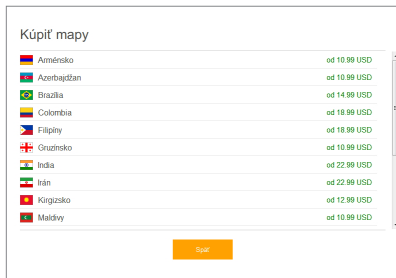 Kúpiť mapy
Arménsko od 10.99 USD
Azerbajdžan od 10.99 USD
Brazília od 14.99 USD
Colombia od 18.99 USD
Filipíny od 18.99 USD
Gruzínsko od 10.99 USD
India od 22.99 USD
Irán od 22.99 USD
Kirgizsko od 12.99 USD
Maldivy od 10.99 USD
Späť